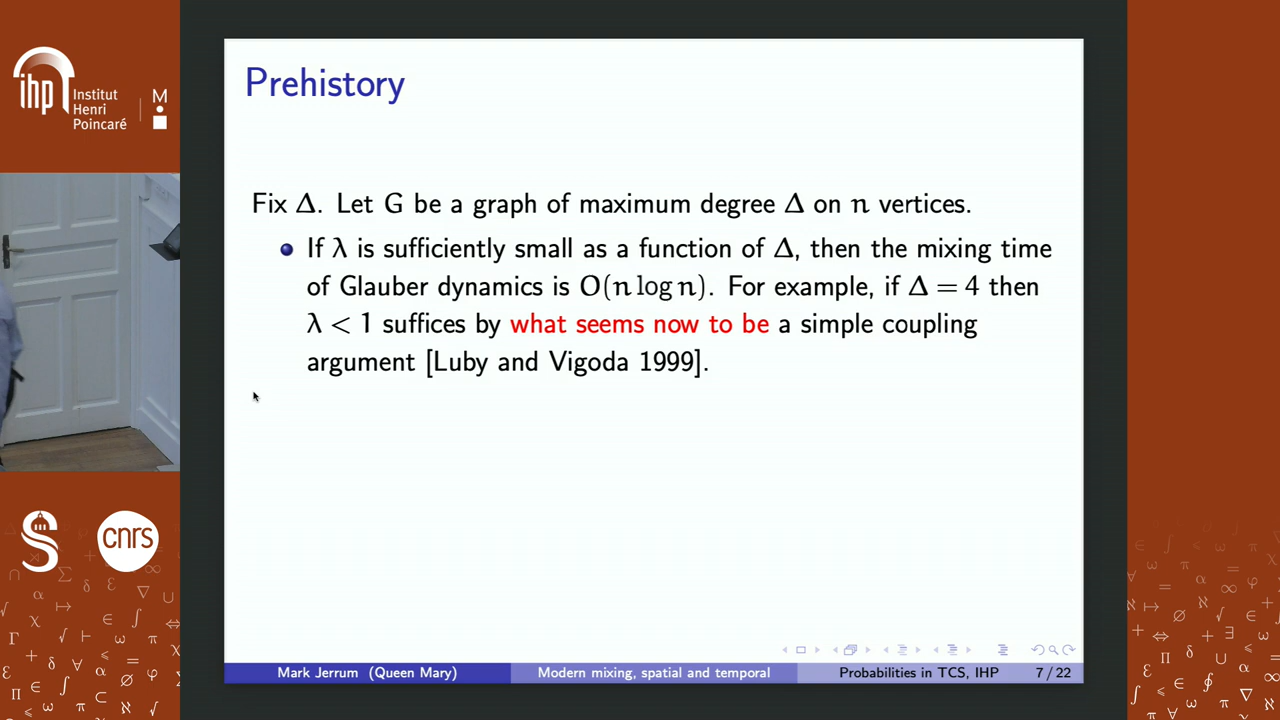 ihp
Institut
Henri
Poincaré
M
cnrs
Prehistory
Fix Δ. Let G be a graph of maximum degree Δ on n vertices.
If λ is sufficiently small as a function of Δ, then the mixing time
of Glauber dynamics is O(n log n). For example, if Δ = 4 then
λ < 1 suffices by what seems now to be a simple coupling
argument [Luby and Vigoda 1999].
Mark Jerrum (Queen Mary)
Modern mixing, spatial and temporal
Probabilities in TCS, IHP
7 / 22